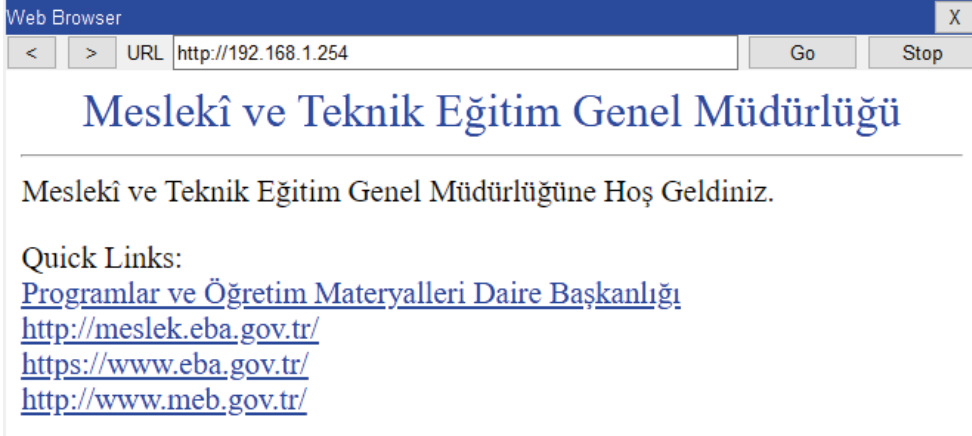 Web Browser X
< > URL http://192.168.1.254 Go Stop
Meslekî ve Teknik Eğitim Genel Müdürlüğü
Meslekî ve Teknik Eğitim Genel Müdürlüğüne Hoş Geldiniz.
Quick Links:
Programlar ve Öğretim Materyalleri Daire Başkanlığı
http://meslek.eba.gov.tr/
https://www.eba.gov.tr/
http://www.meb.gov.tr/